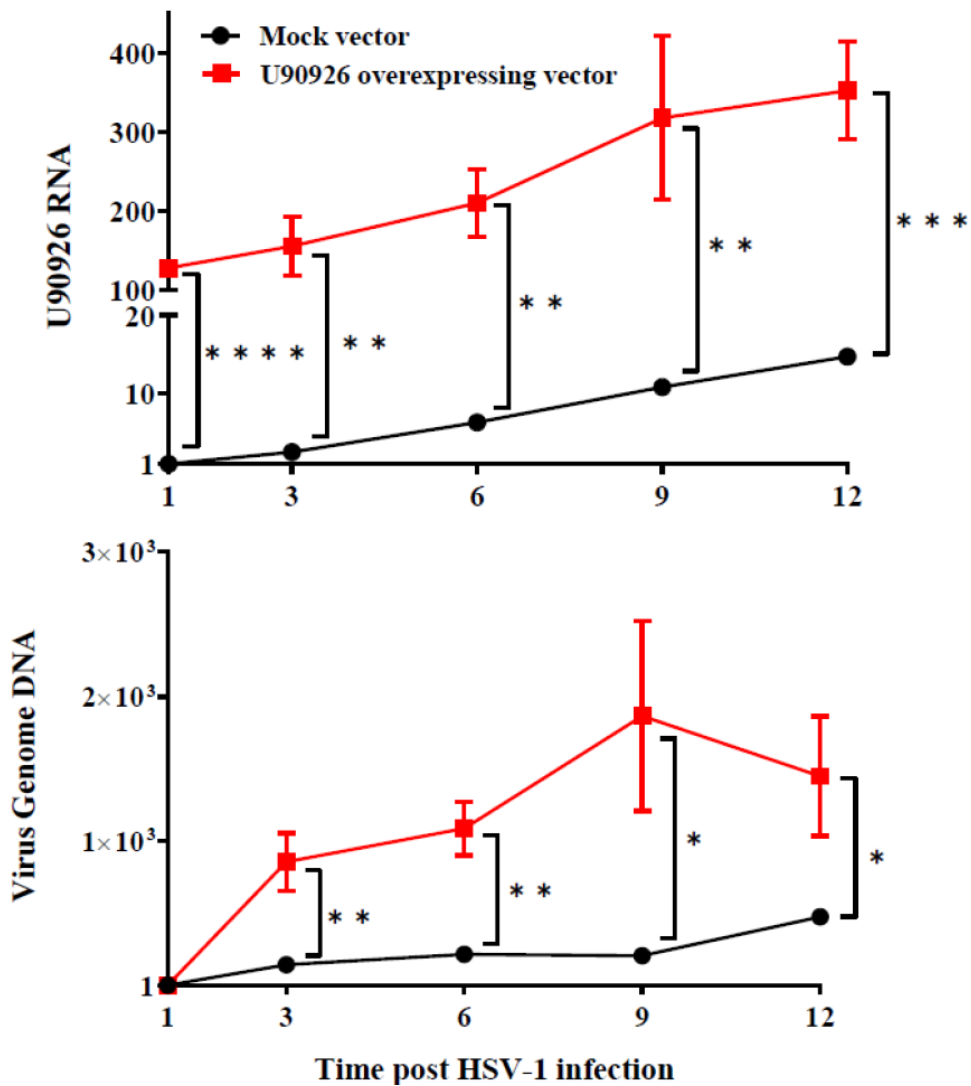 Mock vector
U90926 overexpressing vector
U90926 RNA
400
300
200
100
20
10
1
* * * *
* *
* *
* *
* * *
1 3 6 9 12
Virus Genome DNA
3×10³
2×10³
1×10³
1
* *
* *
*
*
1 3 6 9 12
Time post HSV-1 infection